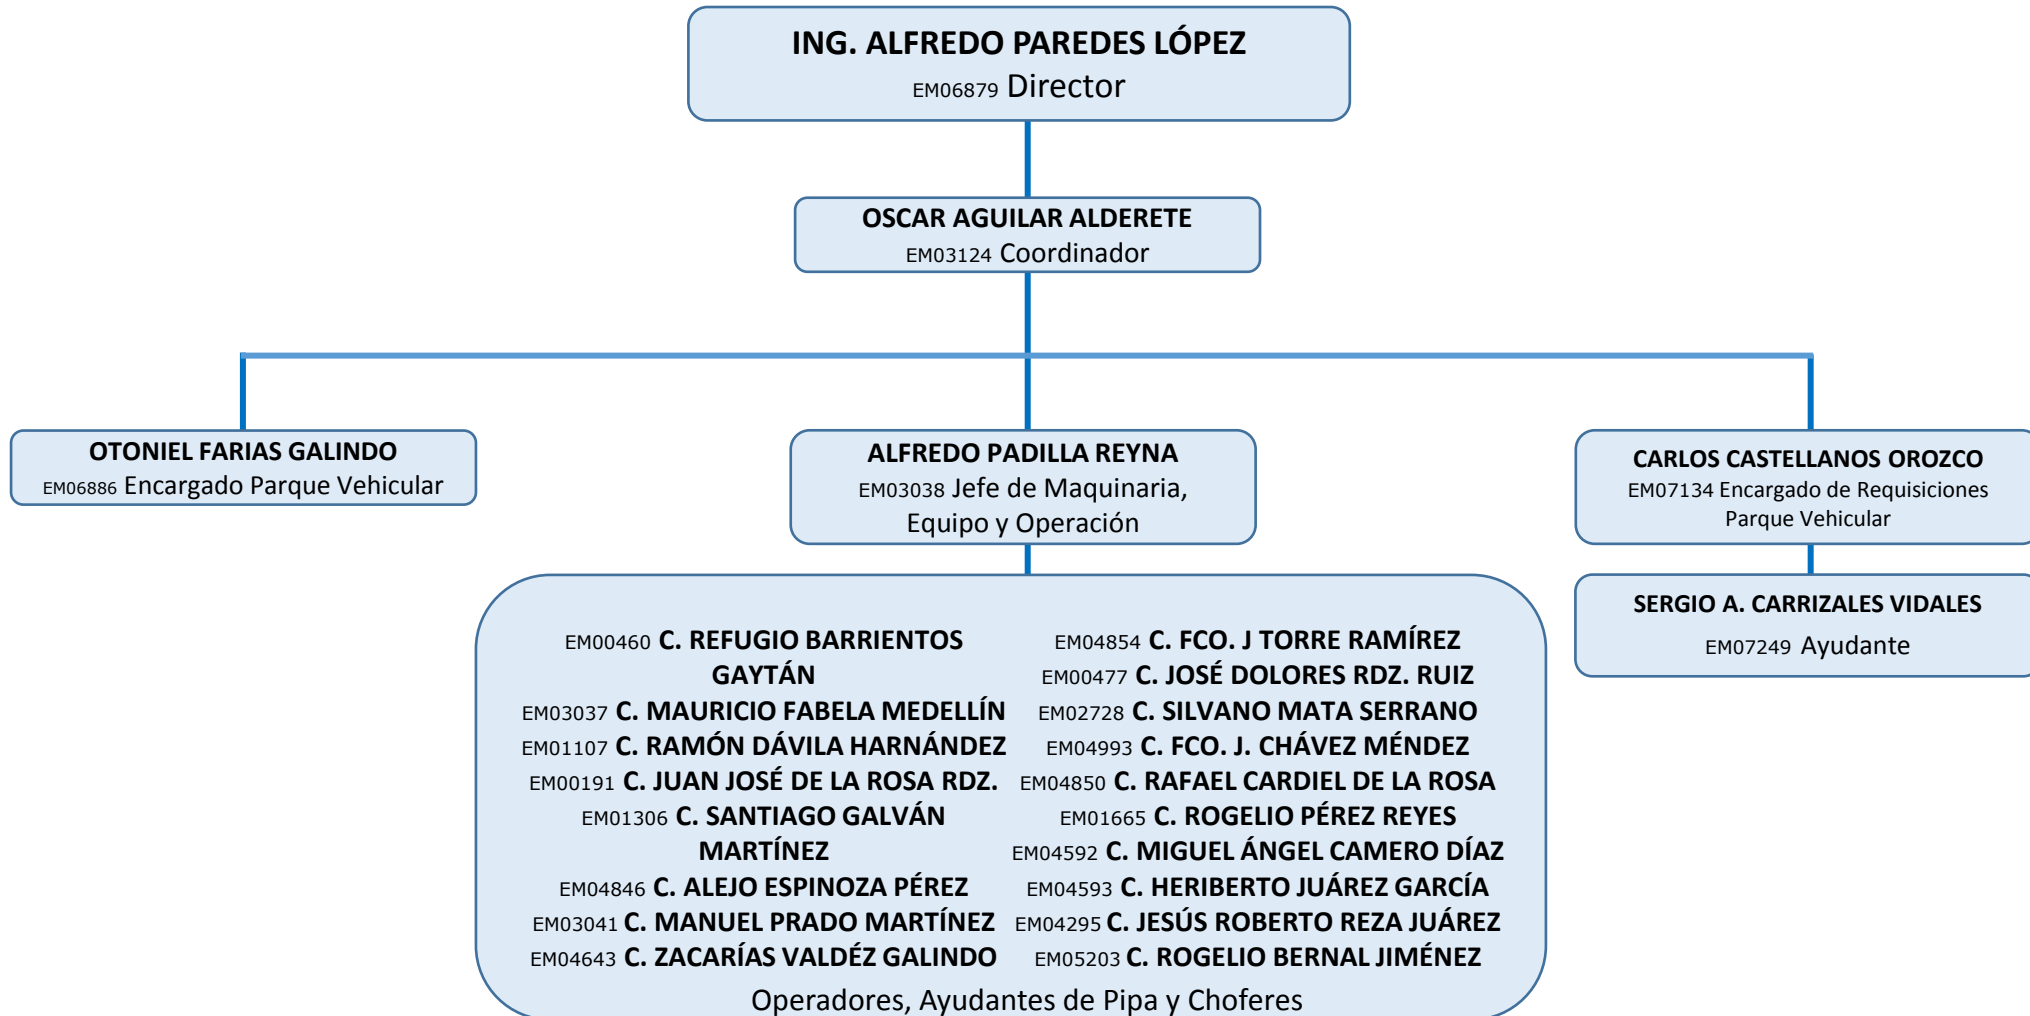 ING. ALFREDO PAREDES LÓPEZ
EM06879 Director
OSCAR AGUILAR ALDERETE
EM03124 Coordinador
OTONIEL FARIAS GALINDO
EM06886 Encargado Parque Vehicular
ALFREDO PADILLA REYNA
EM03038 Jefe de Maquinaria,
Equipo y Operación
CARLOS CASTELLANOS OROZCO
EM07134 Encargado de Requisiciones
Parque Vehicular
SERGIO A. CARRIZALES VIDALES
EM07249 Ayudante
EM00460 C. REFUGIO BARRIENTOS
GAYTÁN
EM03037 C. MAURICIO FABELA MEDELLÍN
EM01107 C. RAMÓN DÁVILA HARNÁNDEZ
EM00191 C. JUAN JOSÉ DE LA ROSA RDZ.
EM01306 C. SANTIAGO GALVÁN
MARTÍNEZ
EM04846 C. ALEJO ESPINOZA PÉREZ
EM03041 C. MANUEL PRADO MARTÍNEZ
EM04643 C. ZACARÍAS VALDÉZ GALINDO
EM04854 C. FCO. J TORRE RAMÍREZ
EM00477 C. JOSÉ DOLORES RDZ. RUIZ
EM02728 C. SILVANO MATA SERRANO
EM04993 C. FCO. J. CHÁVEZ MÉNDEZ
EM04850 C. RAFAEL CARDIEL DE LA ROSA
EM01665 C. ROGELIO PÉREZ REYES
EM04592 C. MIGUEL ÁNGEL CAMERO DÍAZ
EM04593 C. HERIBERTO JUÁREZ GARCÍA
EM04295 C. JESÚS ROBERTO REZA JUÁREZ
EM05203 C. ROGELIO BERNAL JIMÉNEZ
Operadores, Ayudantes de Pipa y Choferes